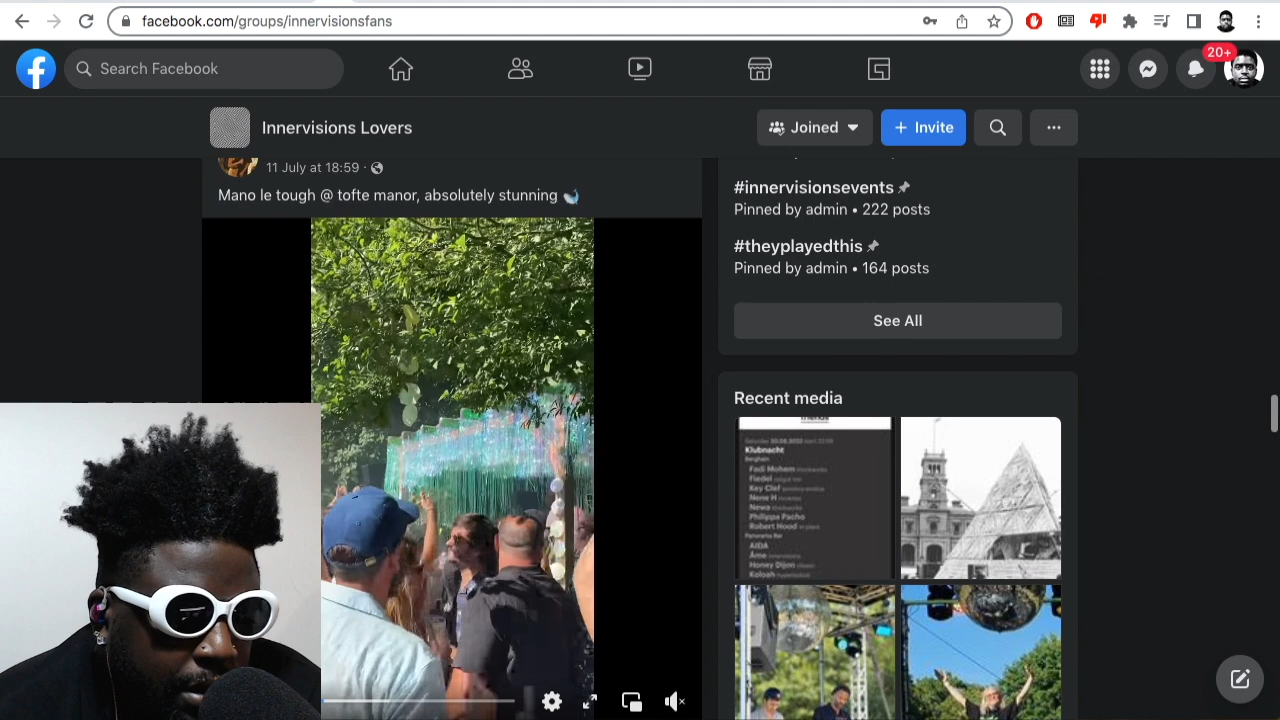 facebook.com/groups/innervisionsfans
Search Facebook
20+
Innervisions Lovers
Joined
+ Invite
11 July at 18:59 ·
Mano le tough @ tofte manor, absolutely stunning
#innervisionsevents
Pinned by admin • 222 posts
#theyplayedthis
Pinned by admin • 164 posts
See All
Recent media
Klubnacht
Berghain
Fadi Mohem
Fiedel
Key Clef
Nene H
Newa
Philippa Pacho
Robert Hood
Panorama Bar
AIDA
Âme
Honey Dijon
Koloah